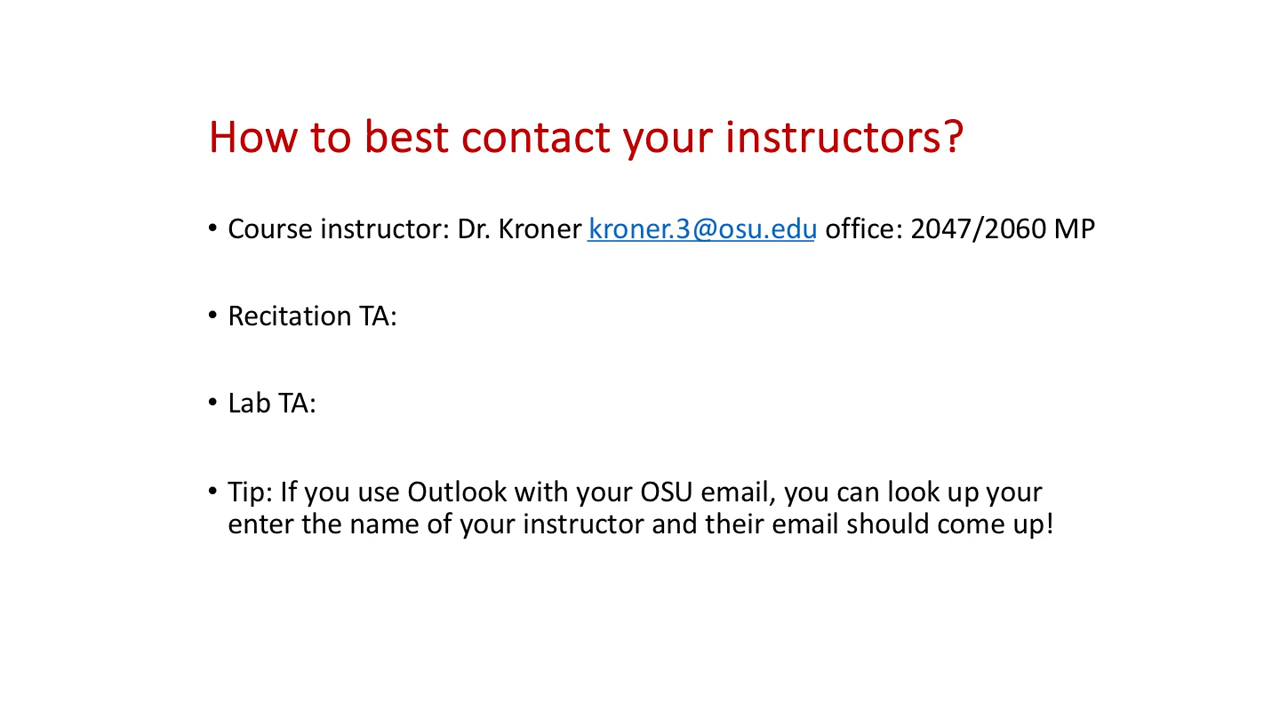 How to best contact your instructors?
• Course instructor: Dr. Kroner kroner.3@osu.edu office: 2047/2060 MP
• Recitation TA:
• Lab TA:
• Tip: If you use Outlook with your OSU email, you can look up your
enter the name of your instructor and their email should come up!